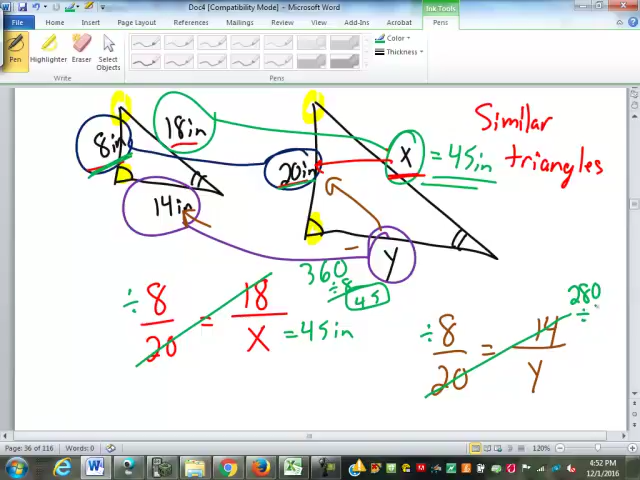 Doc4 [Compatibility Mode] - Microsoft Word
Ink Tools
File Home Insert Page Layout References Mailings Review View Add-Ins Acrobat Pens
Pen Highlighter Eraser Select Objects
Color
Thickness
Write Pens
Similar
triangles
8in 18in 20in X = 45in
14in y
360
÷8
45
÷ 8 = 18
20 X = 45in
280
÷
÷ 8 = 14
20 y
Page: 36 of 116 Words: 0 120%
4:52 PM
12/1/2016